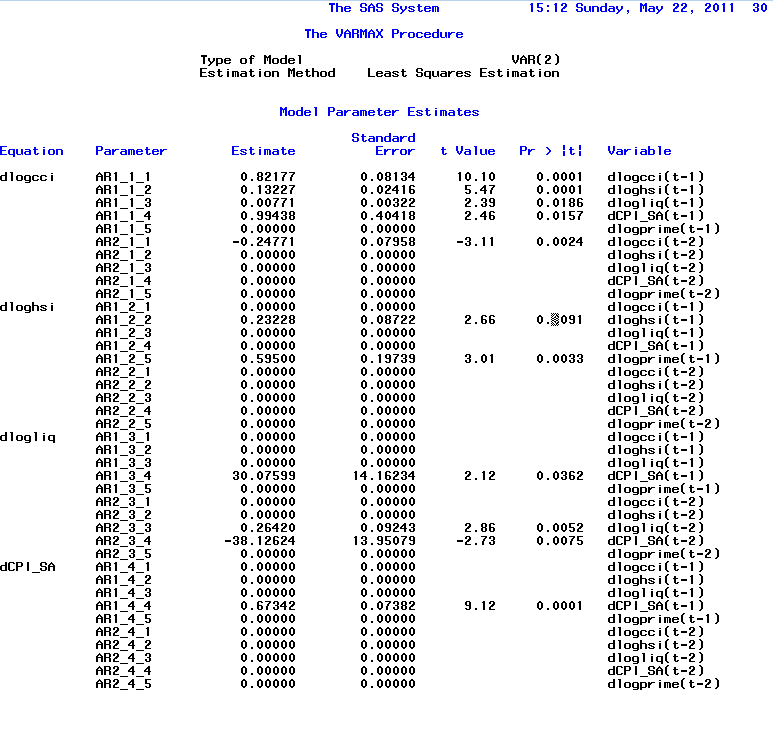 The SAS System 15:12 Sunday, May 22, 2011 30
The VARMAX Procedure
Type of Model VAR(2)
Estimation Method Least Squares Estimation
Model Parameter Estimates
Standard
Equation Parameter Estimate Error t Value Pr > |t| Variable
dlogcci AR1_1_1 0.82177 0.08134 10.10 0.0001 dlogcci(t-1)
AR1_1_2 0.13227 0.02416 5.47 0.0001 dloghsi(t-1)
AR1_1_3 0.00771 0.00322 2.39 0.0186 dlogliq(t-1)
AR1_1_4 0.99438 0.40418 2.46 0.0157 dCPI_SA(t-1)
AR1_1_5 0.00000 0.00000 dlogprime(t-1)
AR2_1_1 -0.24771 0.07958 -3.11 0.0024 dlogcci(t-2)
AR2_1_2 0.00000 0.00000 dloghsi(t-2)
AR2_1_3 0.00000 0.00000 dlogliq(t-2)
AR2_1_4 0.00000 0.00000 dCPI_SA(t-2)
AR2_1_5 0.00000 0.00000 dlogprime(t-2)
dloghsi AR1_2_1 0.00000 0.00000 dlogcci(t-1)
AR1_2_2 0.23228 0.08722 2.66 0.091 dloghsi(t-1)
AR1_2_3 0.00000 0.00000 dlogliq(t-1)
AR1_2_4 0.00000 0.00000 dCPI_SA(t-1)
AR1_2_5 0.59500 0.19739 3.01 0.0033 dlogprime(t-1)
AR2_2_1 0.00000 0.00000 dlogcci(t-2)
AR2_2_2 0.00000 0.00000 dloghsi(t-2)
AR2_2_3 0.00000 0.00000 dlogliq(t-2)
AR2_2_4 0.00000 0.00000 dCPI_SA(t-2)
AR2_2_5 0.00000 0.00000 dlogprime(t-2)
dlogliq AR1_3_1 0.00000 0.00000 dlogcci(t-1)
AR1_3_2 0.00000 0.00000 dloghsi(t-1)
AR1_3_3 0.00000 0.00000 dlogliq(t-1)
AR1_3_4 30.07599 14.16234 2.12 0.0362 dCPI_SA(t-1)
AR1_3_5 0.00000 0.00000 dlogprime(t-1)
AR2_3_1 0.00000 0.00000 dlogcci(t-2)
AR2_3_2 0.00000 0.00000 dloghsi(t-2)
AR2_3_3 0.26420 0.09243 2.86 0.0052 dlogliq(t-2)
AR2_3_4 -38.12624 13.95079 -2.73 0.0075 dCPI_SA(t-2)
AR2_3_5 0.00000 0.00000 dlogprime(t-2)
dCPI_SA AR1_4_1 0.00000 0.00000 dlogcci(t-1)
AR1_4_2 0.00000 0.00000 dloghsi(t-1)
AR1_4_3 0.00000 0.00000 dlogliq(t-1)
AR1_4_4 0.67342 0.07382 9.12 0.0001 dCPI_SA(t-1)
AR1_4_5 0.00000 0.00000 dlogprime(t-1)
AR2_4_1 0.00000 0.00000 dlogcci(t-2)
AR2_4_2 0.00000 0.00000 dloghsi(t-2)
AR2_4_3 0.00000 0.00000 dlogliq(t-2)
AR2_4_4 0.00000 0.00000 dCPI_SA(t-2)
AR2_4_5 0.00000 0.00000 dlogprime(t-2)